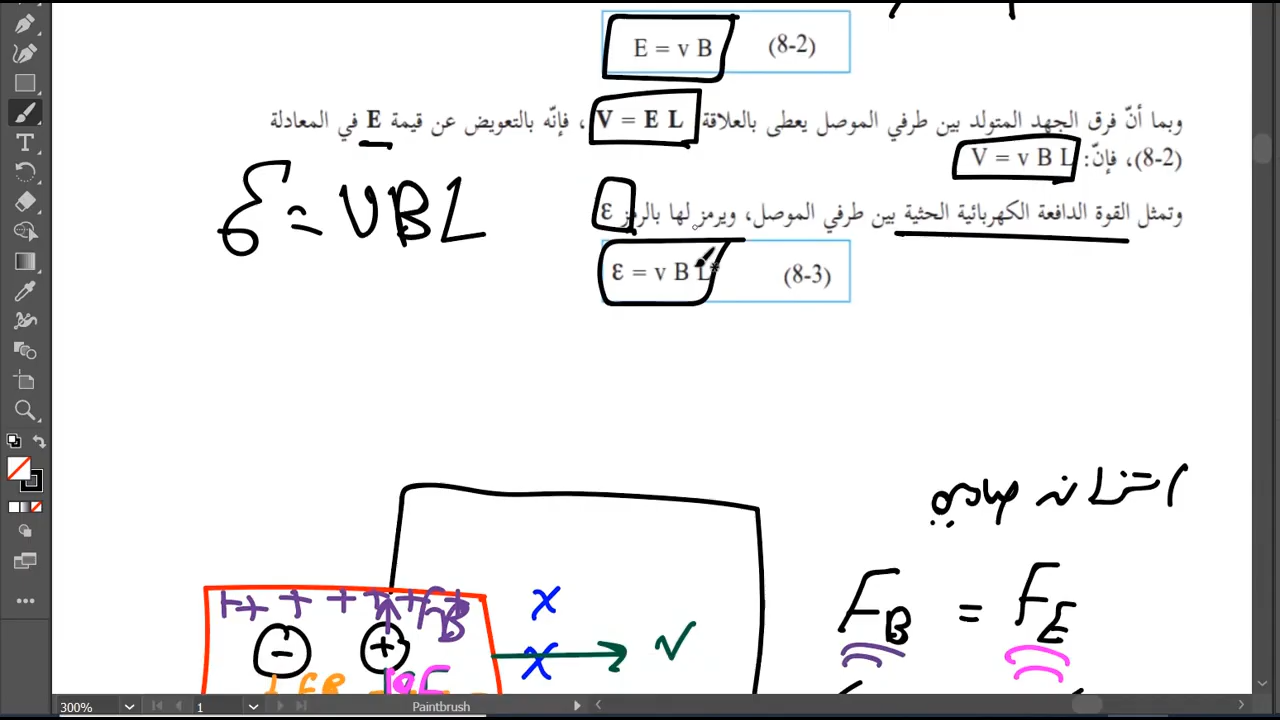 E = v B (8-2)
وبما أنّ فرق الجهد المتولد بين طرفي الموصل يعطى بالعلاقة V = E L ، فإنّه بالتعويض عن قيمة E في المعادلة
(8-2)، فإنّ: V = v B L
وتمثل القوة الدافعة الكهربائية الحثية بين طرفي الموصل، ويرمز لها بالرمز ε
ε = VBL
ε = v B L (8-3)
F_B = F_E
+ + + + + + F_B
x
- +
x V
300%
1
Paintbrush